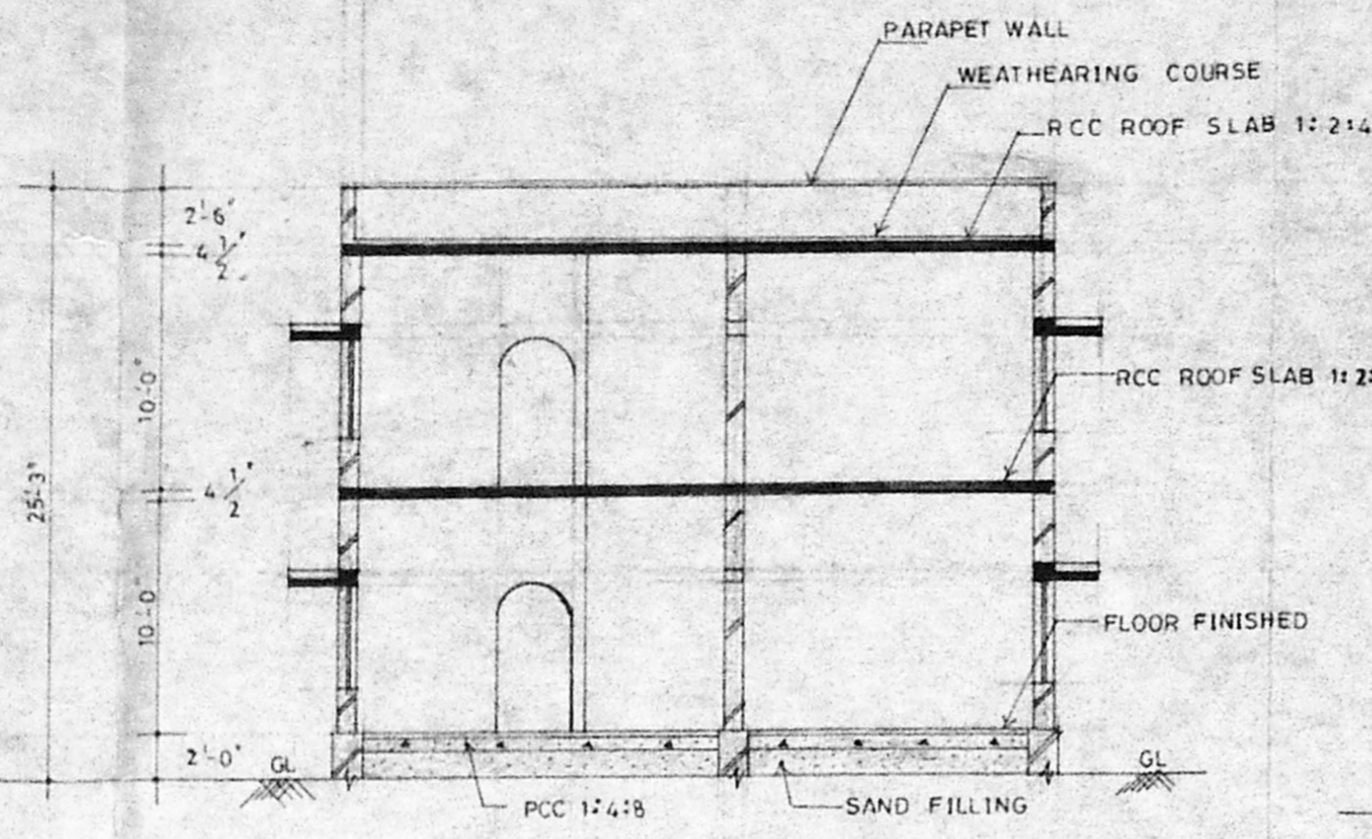 PARAPET WALL
WEATHEARING COURSE
RCC ROOF SLAB 1:2:4
2'-6"
4 1/2"
10'-0"
RCC ROOF SLAB 1:2:
25'-3"
4 1/2"
10'-0
FLOOR FINISHED
2'-0"
GL
GL
PCC 1:4:8
SAND FILLING